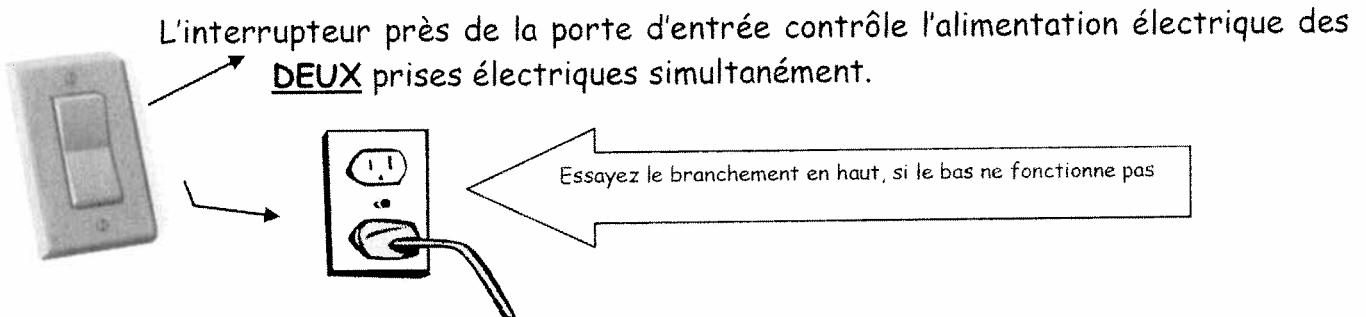 L'interrupteur près de la porte d'entrée contrôle l'alimentation électrique des
DEUX prises électriques simultanément.
Essayez le branchement en haut, si le bas ne fonctionne pas